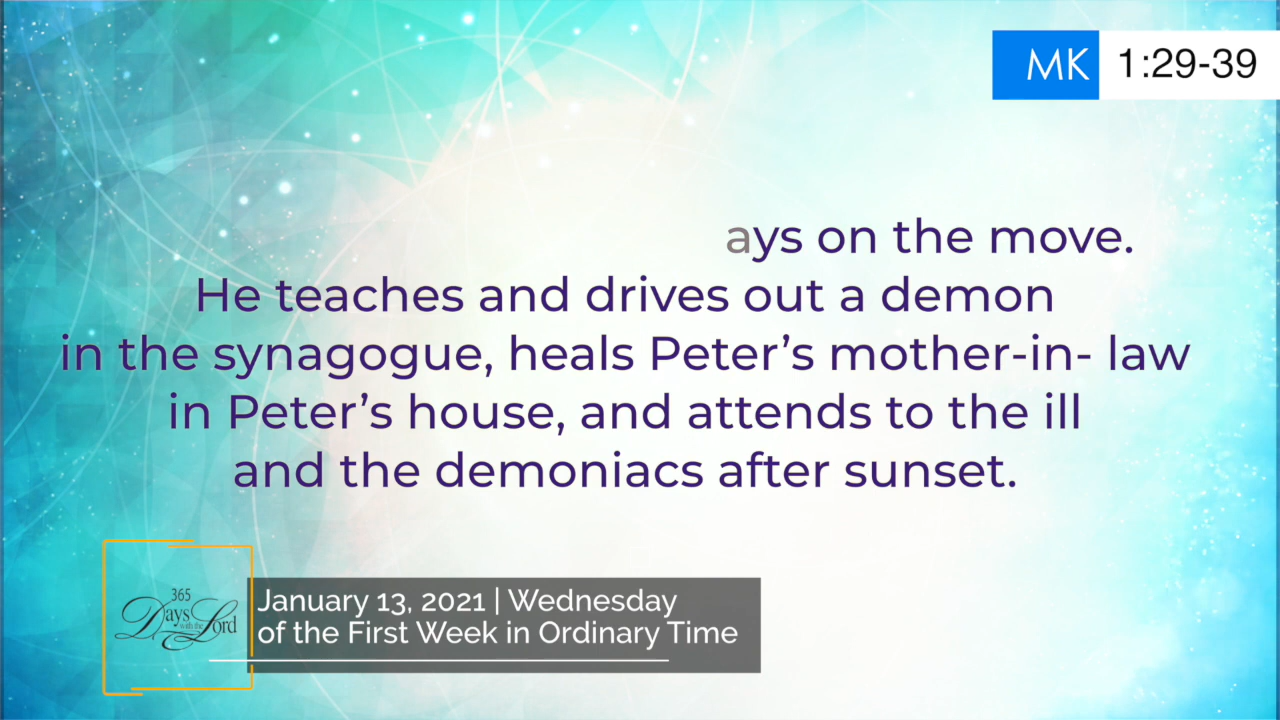 MK 1:29-39
ays on the move.
He teaches and drives out a demon
in the synagogue, heals Peter’s mother-in- law
in Peter’s house, and attends to the ill
and the demoniacs after sunset.
365
Days with the Lord
January 13, 2021 | Wednesday
of the First Week in Ordinary Time